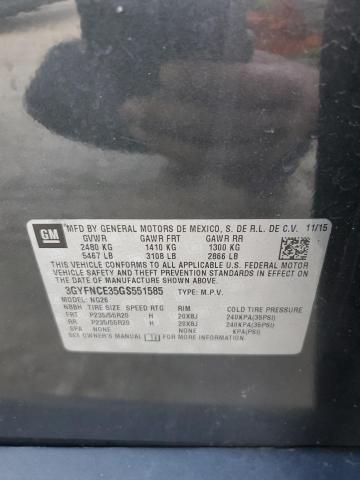 GM
MFD BY GENERAL MOTORS DE MEXICO, S. DE R.L. DE C.V. 11/15
GVWR GAWR FRT GAWR RR
2480 KG 1410 KG 1300 KG
5467 LB 3108 LB 2866 LB
THIS VEHICLE CONFORMS TO ALL APPLICABLE U.S.
FEDERAL MOTOR VEHICLE SAFETY, BUMPER, AND
THEFT PREVENTION STANDARDS IN EFFECT ON THE
DATE OF MANUFACTURE SHOWN ABOVE.
3GYFNCE35GS551585 TYPE: M.P.V.
MODEL: NG26
NHBN TIRE SIZE SPEED RTG RIM COLD TIRE PRESSURE
FRT P235/55R20 H 20X8J 240KPA(35PSI)
RR P235/55R20 H 20X8J 240KPA(35PSI)
SPA NONE NONE KPA(PSI)
SEE OWNER'S MANUAL FOR ADDITIONAL INFORMATION.